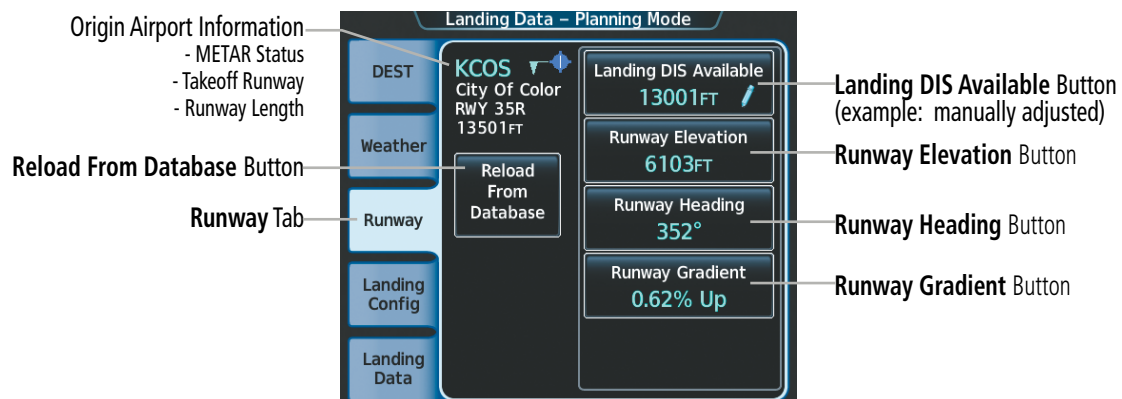 Landing Data – Planning Mode
Origin Airport Information
- METAR Status
- Takeoff Runway
- Runway Length
Reload From Database Button
Runway Tab
DEST
Weather
Runway
Landing
Config
Landing
Data
KCOS
City Of Color
RWY 35R
13501FT
Reload
From
Database
Landing DIS Available
13001FT
Runway Elevation
6103FT
Runway Heading
352°
Runway Gradient
0.62% Up
Landing DIS Available Button
(example: manually adjusted)
Runway Elevation Button
Runway Heading Button
Runway Gradient Button